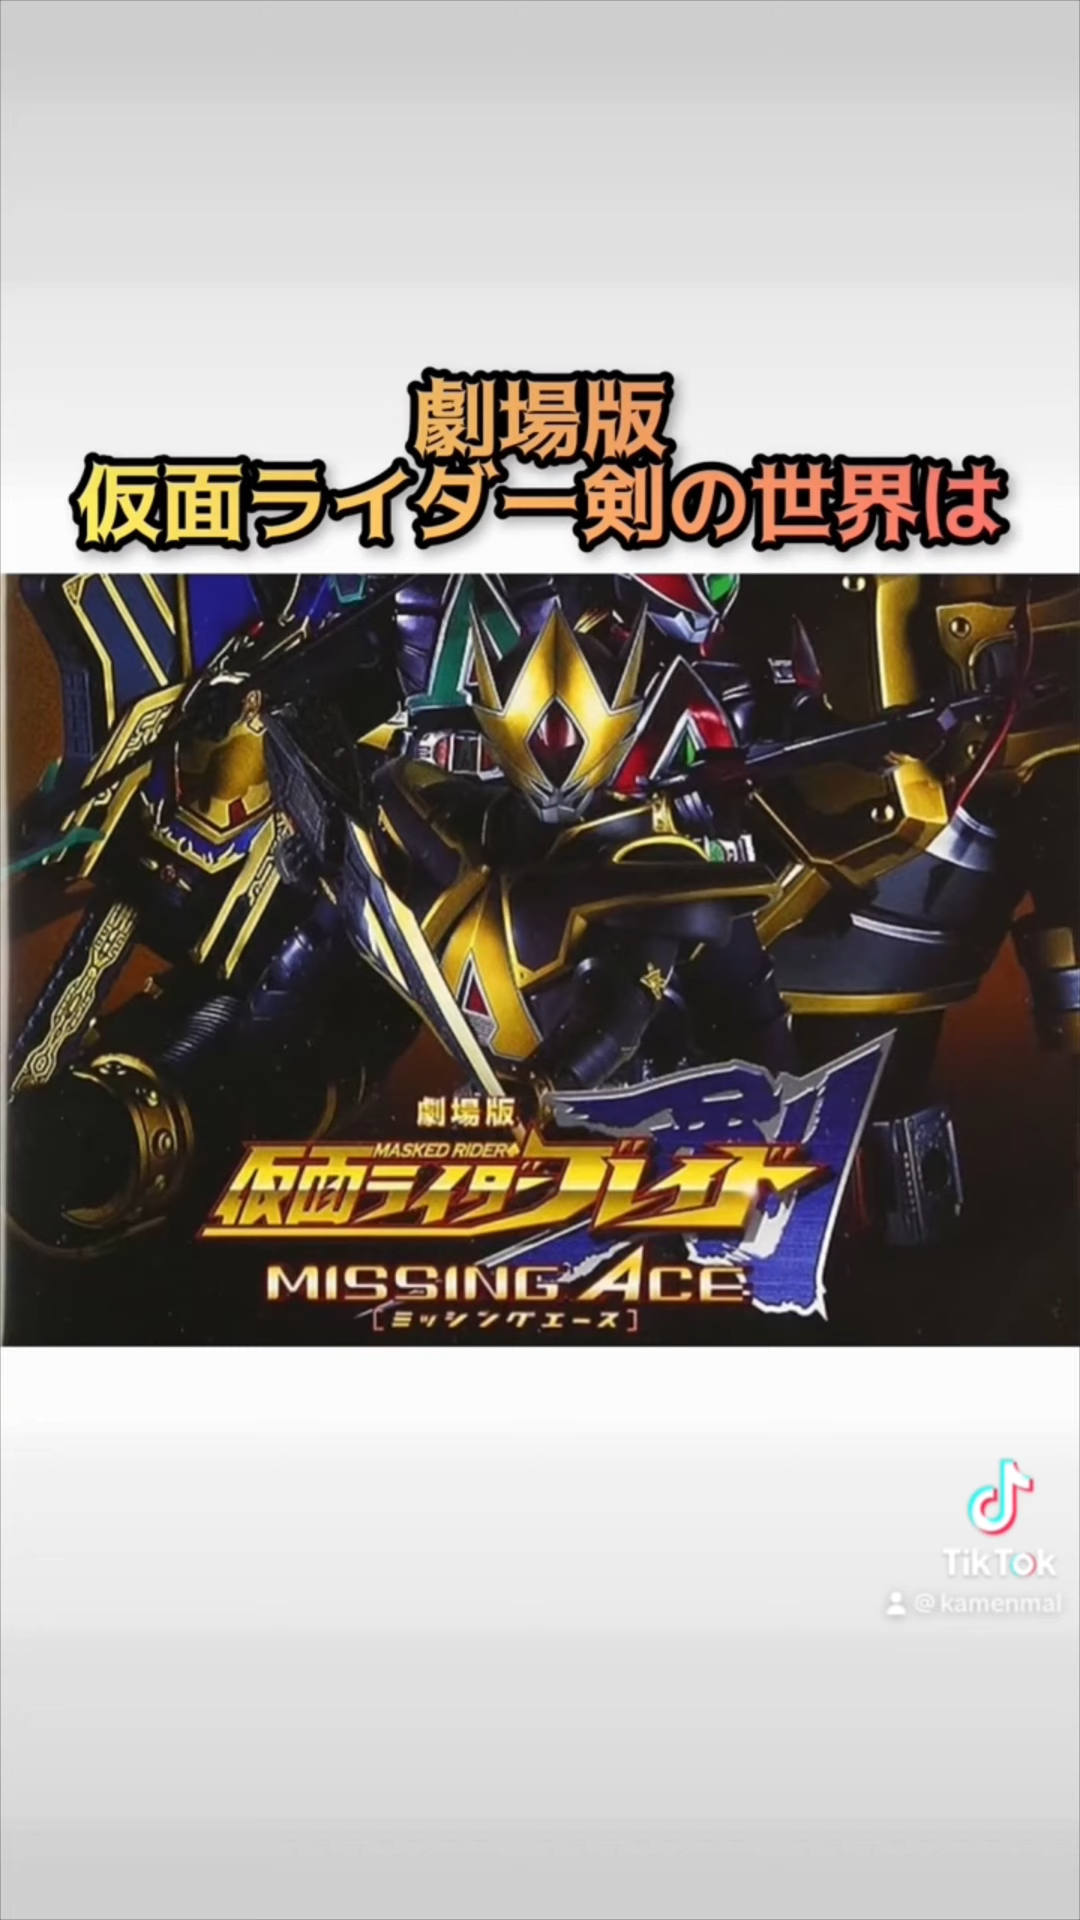 劇場版
仮面ライダー剣の世界は
劇場版
MASKED RIDER
仮面ライダーブレイド
剣
MISSING ACE
[ミッシングエース]
TikTok
@kamenmal